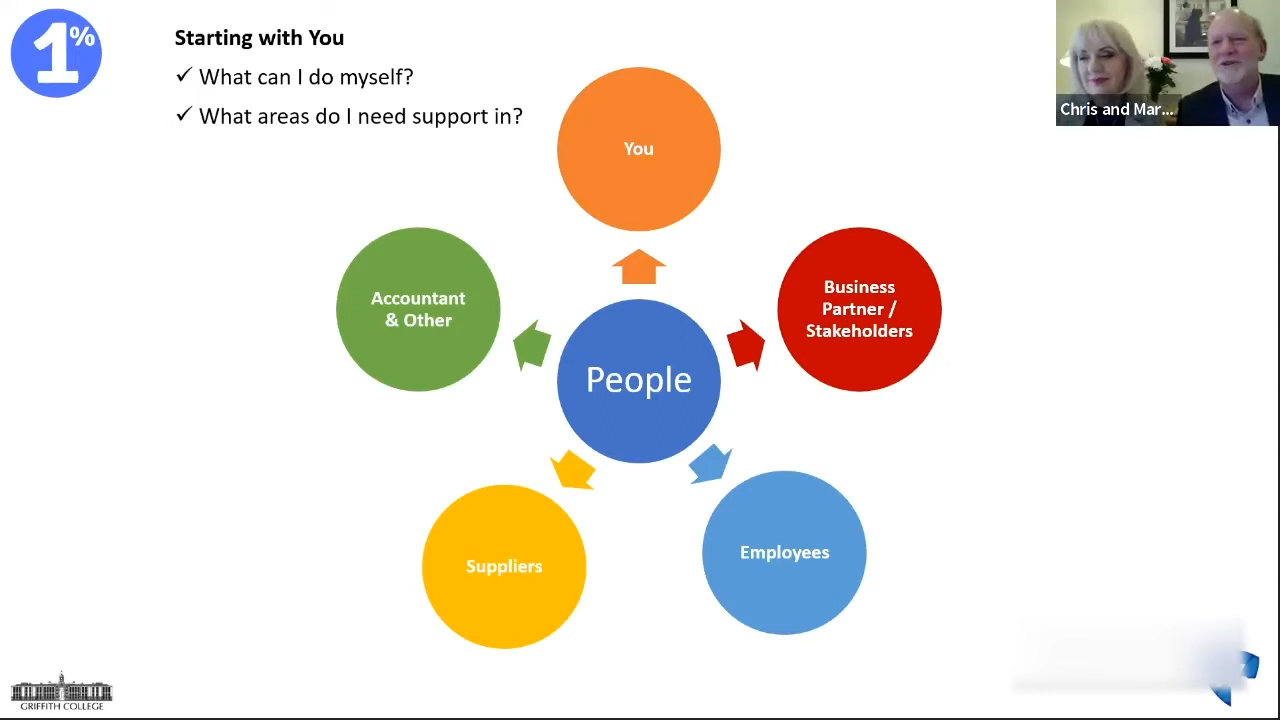 1%
Starting with You
✓ What can I do myself?
✓ What areas do I need support in?
Chris and Mar...
You
Business
Partner /
Stakeholders
Accountant
& Other
People
Employees
Suppliers
GRIFFITH COLLEGE